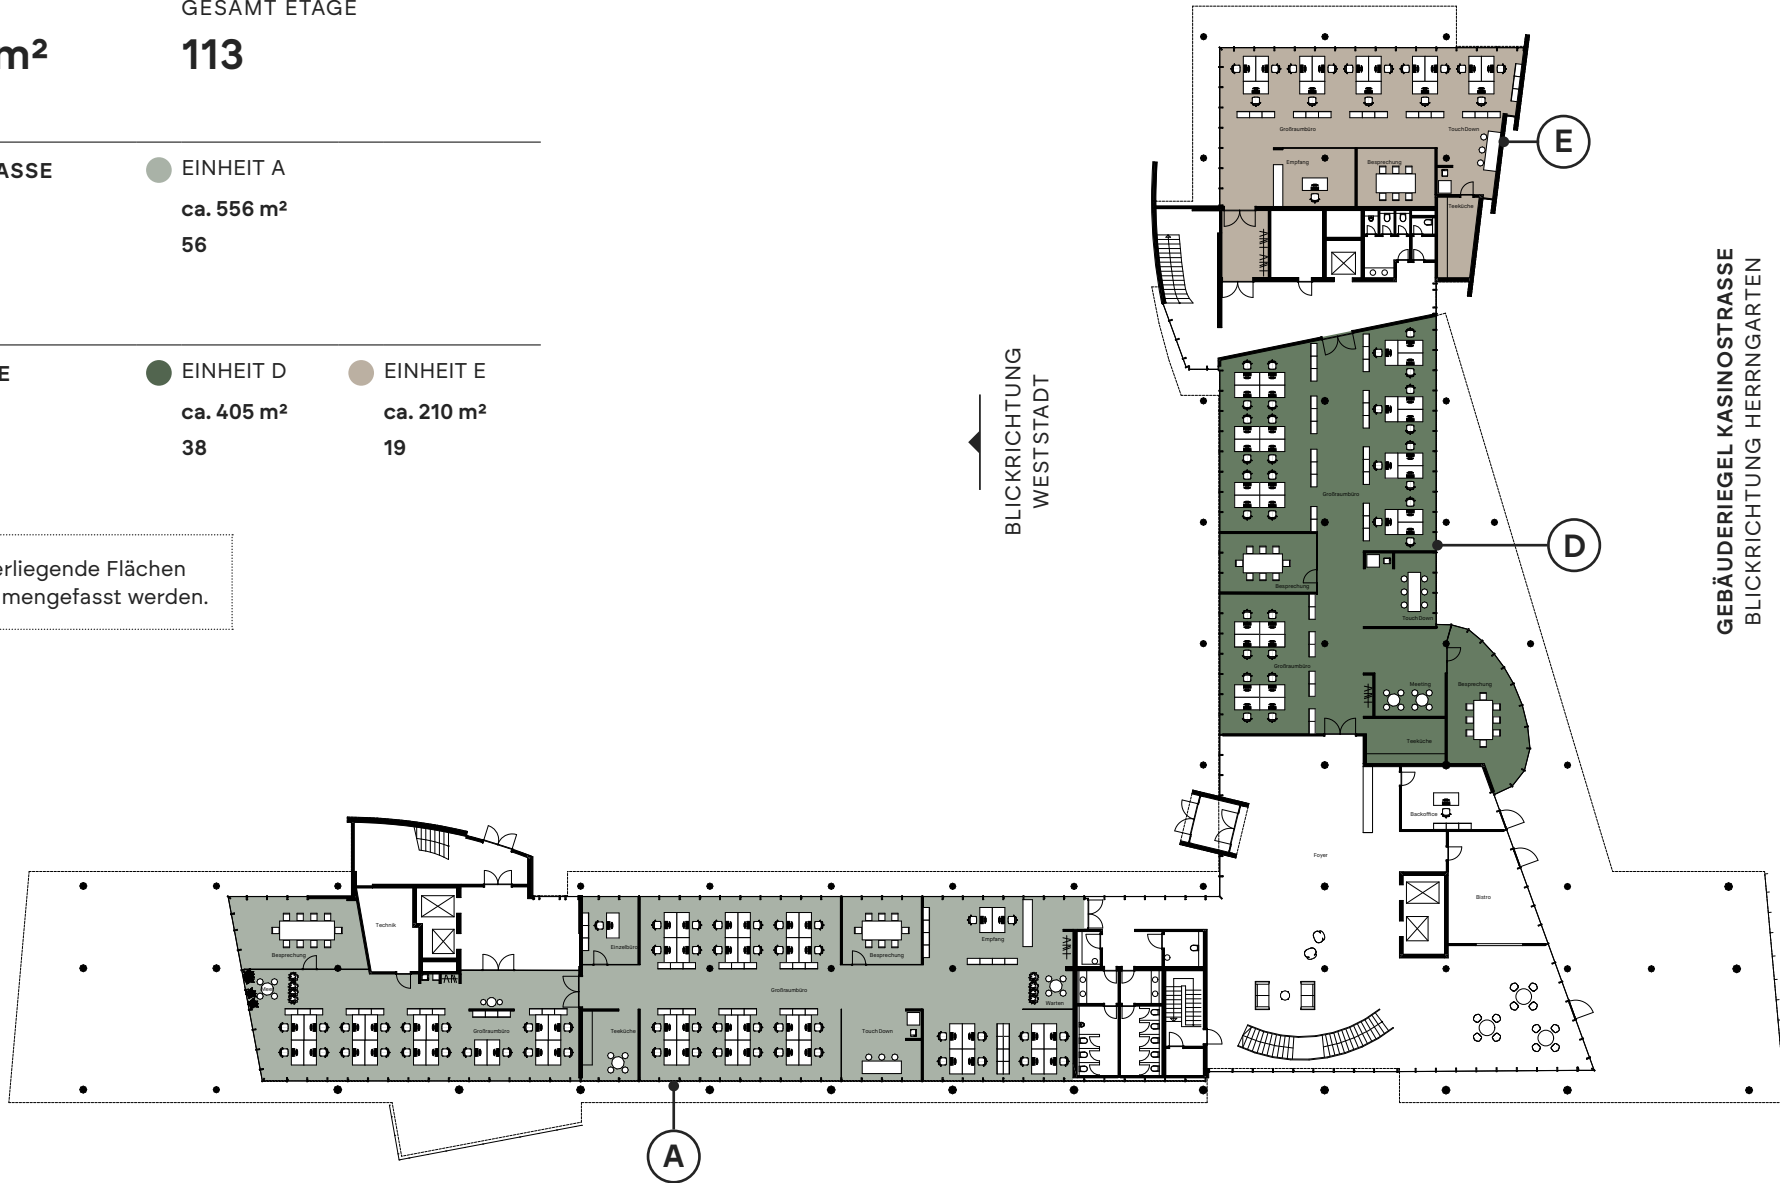 GESAMT ETAGE
m²
113
ASSE
EINHEIT A
ca. 556 m²
56
E
EINHEIT D
EINHEIT E
ca. 405 m²
ca. 210 m²
38
19
erliegende Flächen
mengefasst werden.
BLICKRICHTUNG
WESTSTADT
GEBÄUDERIEGEL KASINOSTRASSE
BLICKRICHTUNG HERRNGARTEN
E
Großraumbüro
TouchDown
Empfang
Besprechung
Teeküche
D
Großraumbüro
Besprechung
TouchDown
Großraumbüro
Meeting
Besprechung
Teeküche
Backoffice
Foyer
Bistro
Technik
Besprechung
Einzelbüro
Besprechung
Empfang
Großraumbüro
Warten
Großraumbüro
Teeküche
TouchDown
A